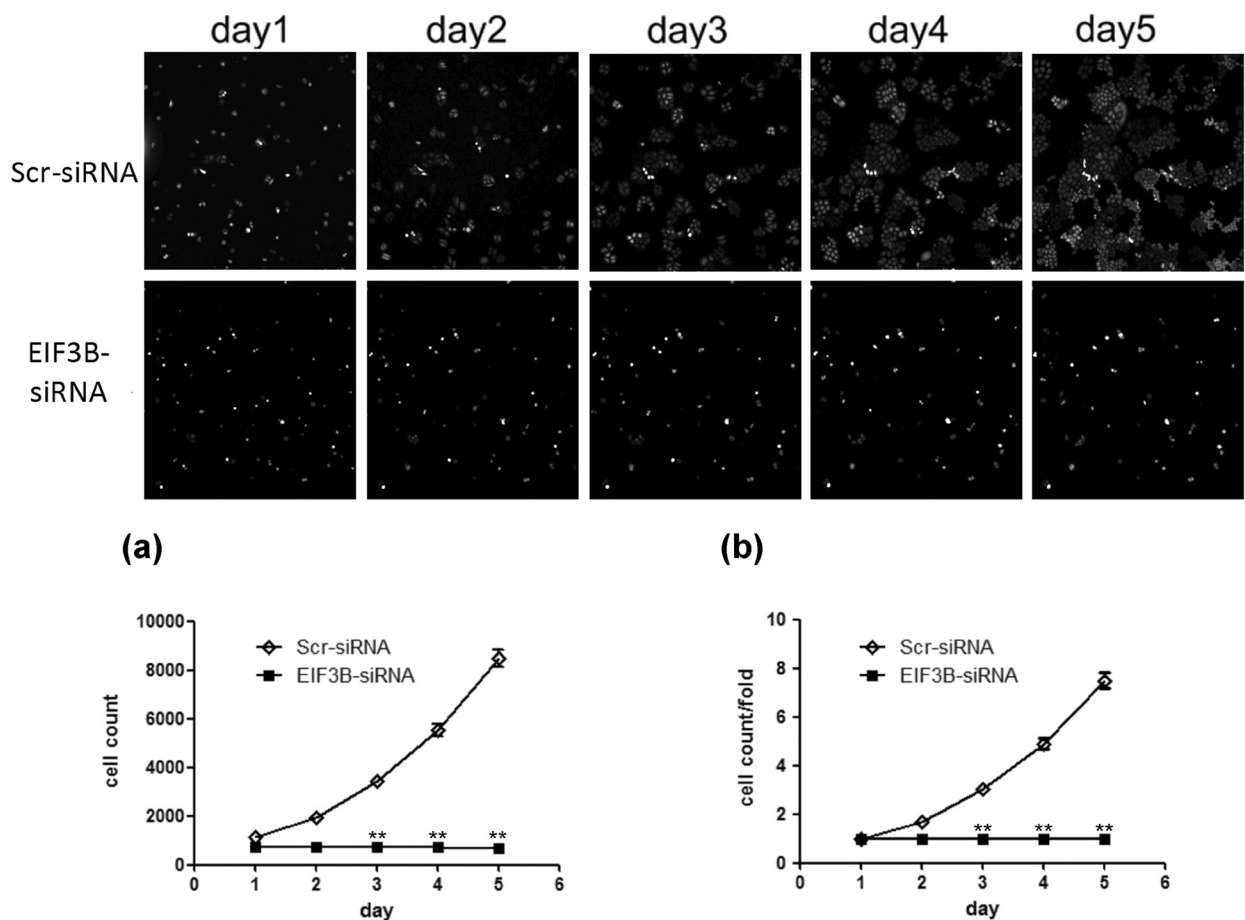 day1 day2 day3 day4 day5
Scr-siRNA
EIF3B-
siRNA
(a)
10000
8000
6000
4000
2000
0
cell count
Scr-siRNA
EIF3B-siRNA
** ** **
0 1 2 3 4 5 6
day
(b)
10
8
6
4
2
0
cell count/fold
Scr-siRNA
EIF3B-siRNA
** ** **
0 1 2 3 4 5 6
day